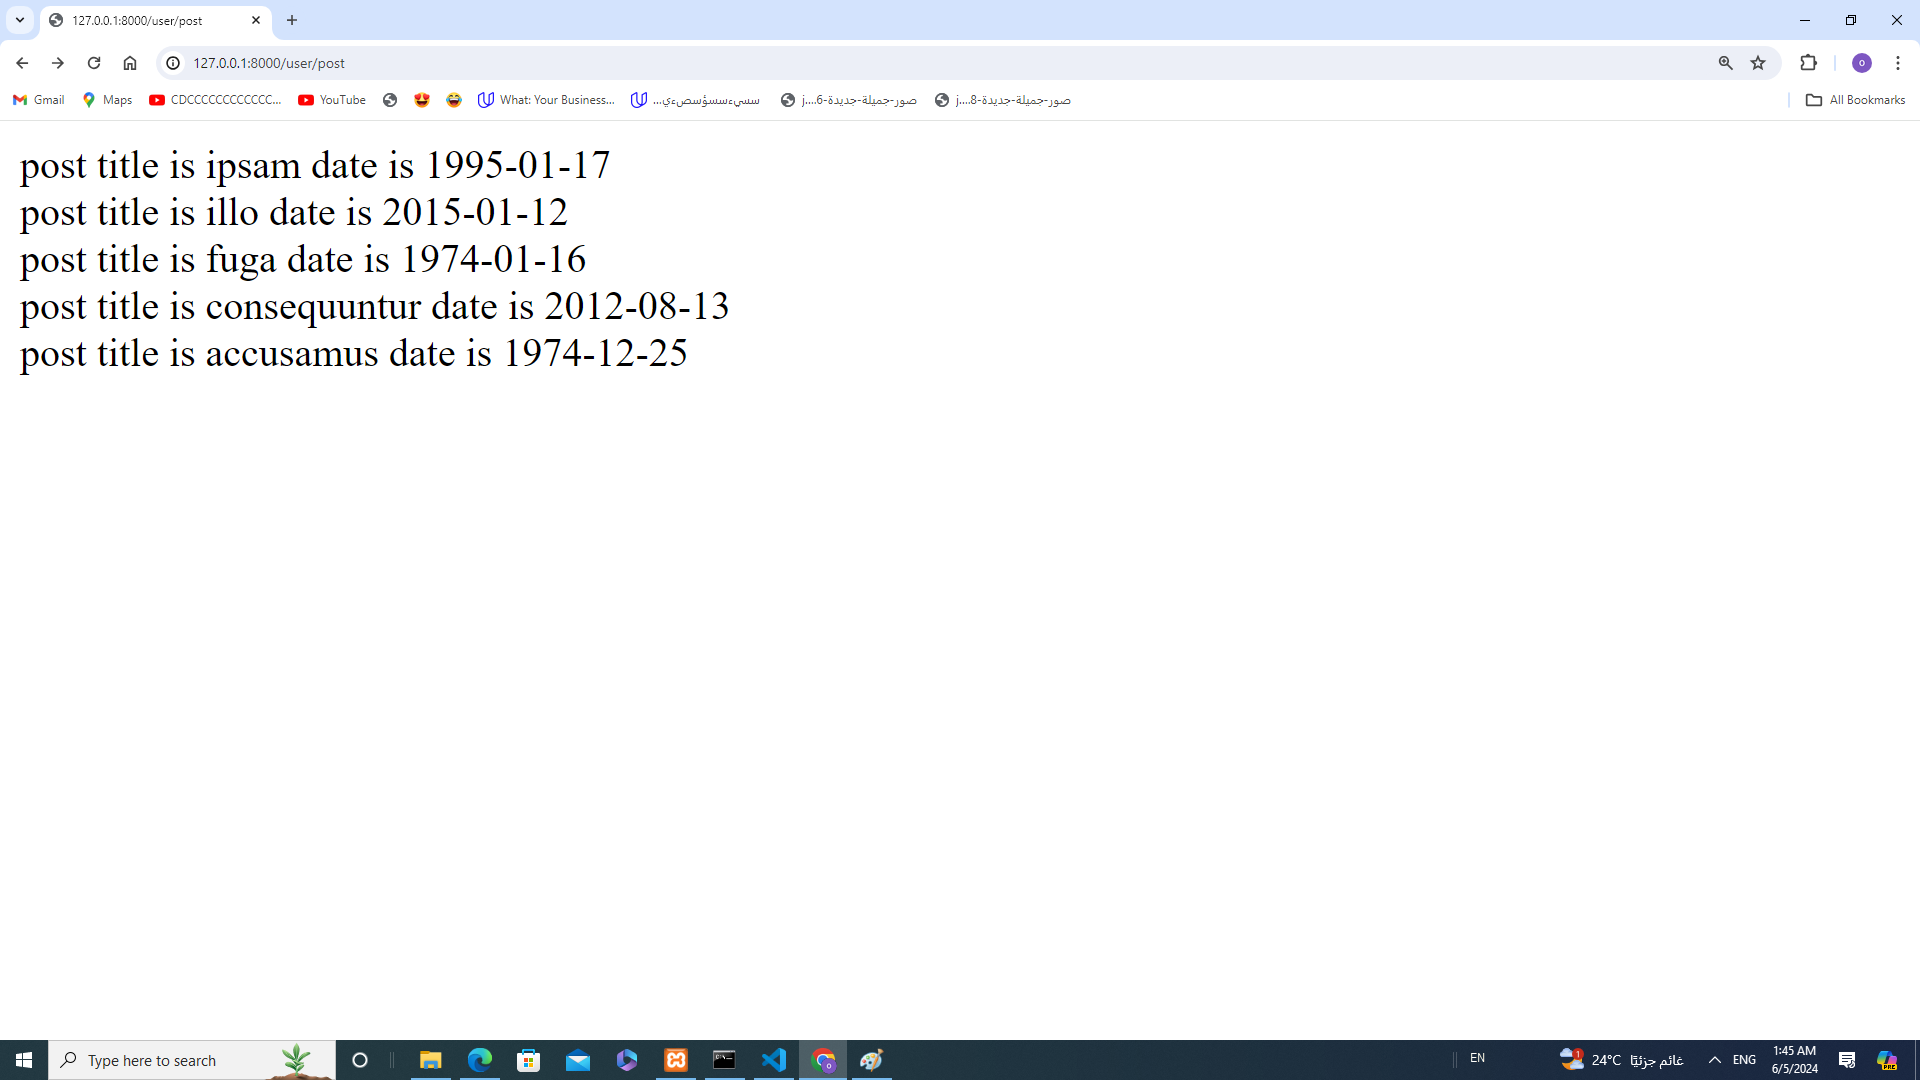 127.0.0.1:8000/user/post
127.0.0.1:8000/user/post
Gmail
Maps
CDCCCCCCCCCCCC...
YouTube
What: Your Business...
سسيءسسؤسصءي...
صور-جميلة-جديدة-6....j
صور-جميلة-جديدة-8....j
All Bookmarks
post title is ipsam date is 1995-01-17
post title is illo date is 2015-01-12
post title is fuga date is 1974-01-16
post title is consequuntur date is 2012-08-13
post title is accusamus date is 1974-12-25
Type here to search
EN
1
24°C غائم جزئيًا
ENG
1:45 AM
6/5/2024
PRE